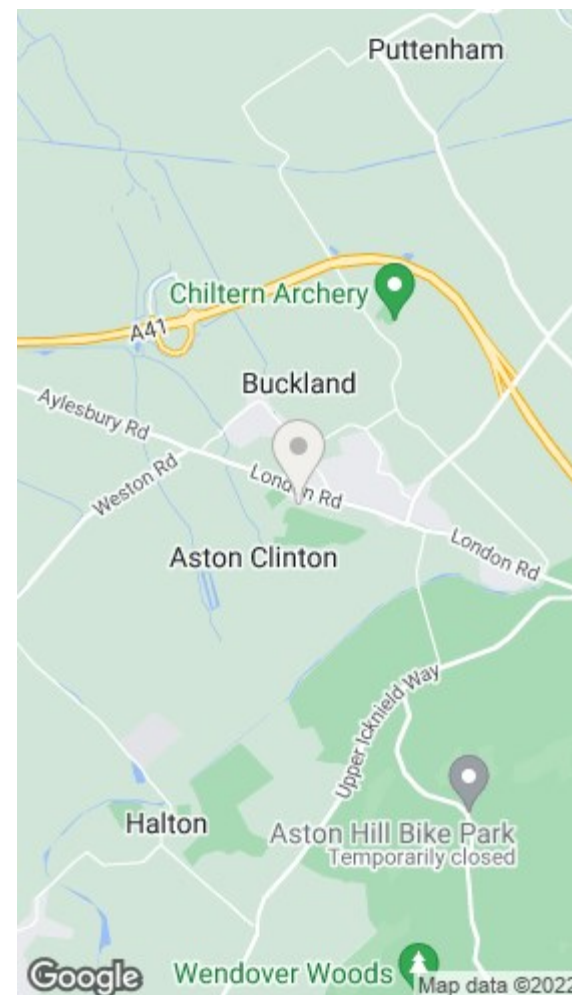 Puttenham
Chiltern Archery
A41
Buckland
Aylesbury Rd
Weston Rd
London Rd
Aston Clinton
London Rd
Upper Icknield Way
Halton
Aston Hill Bike Park
Temporarily closed
Google
Wendover Woods
Map data ©2022